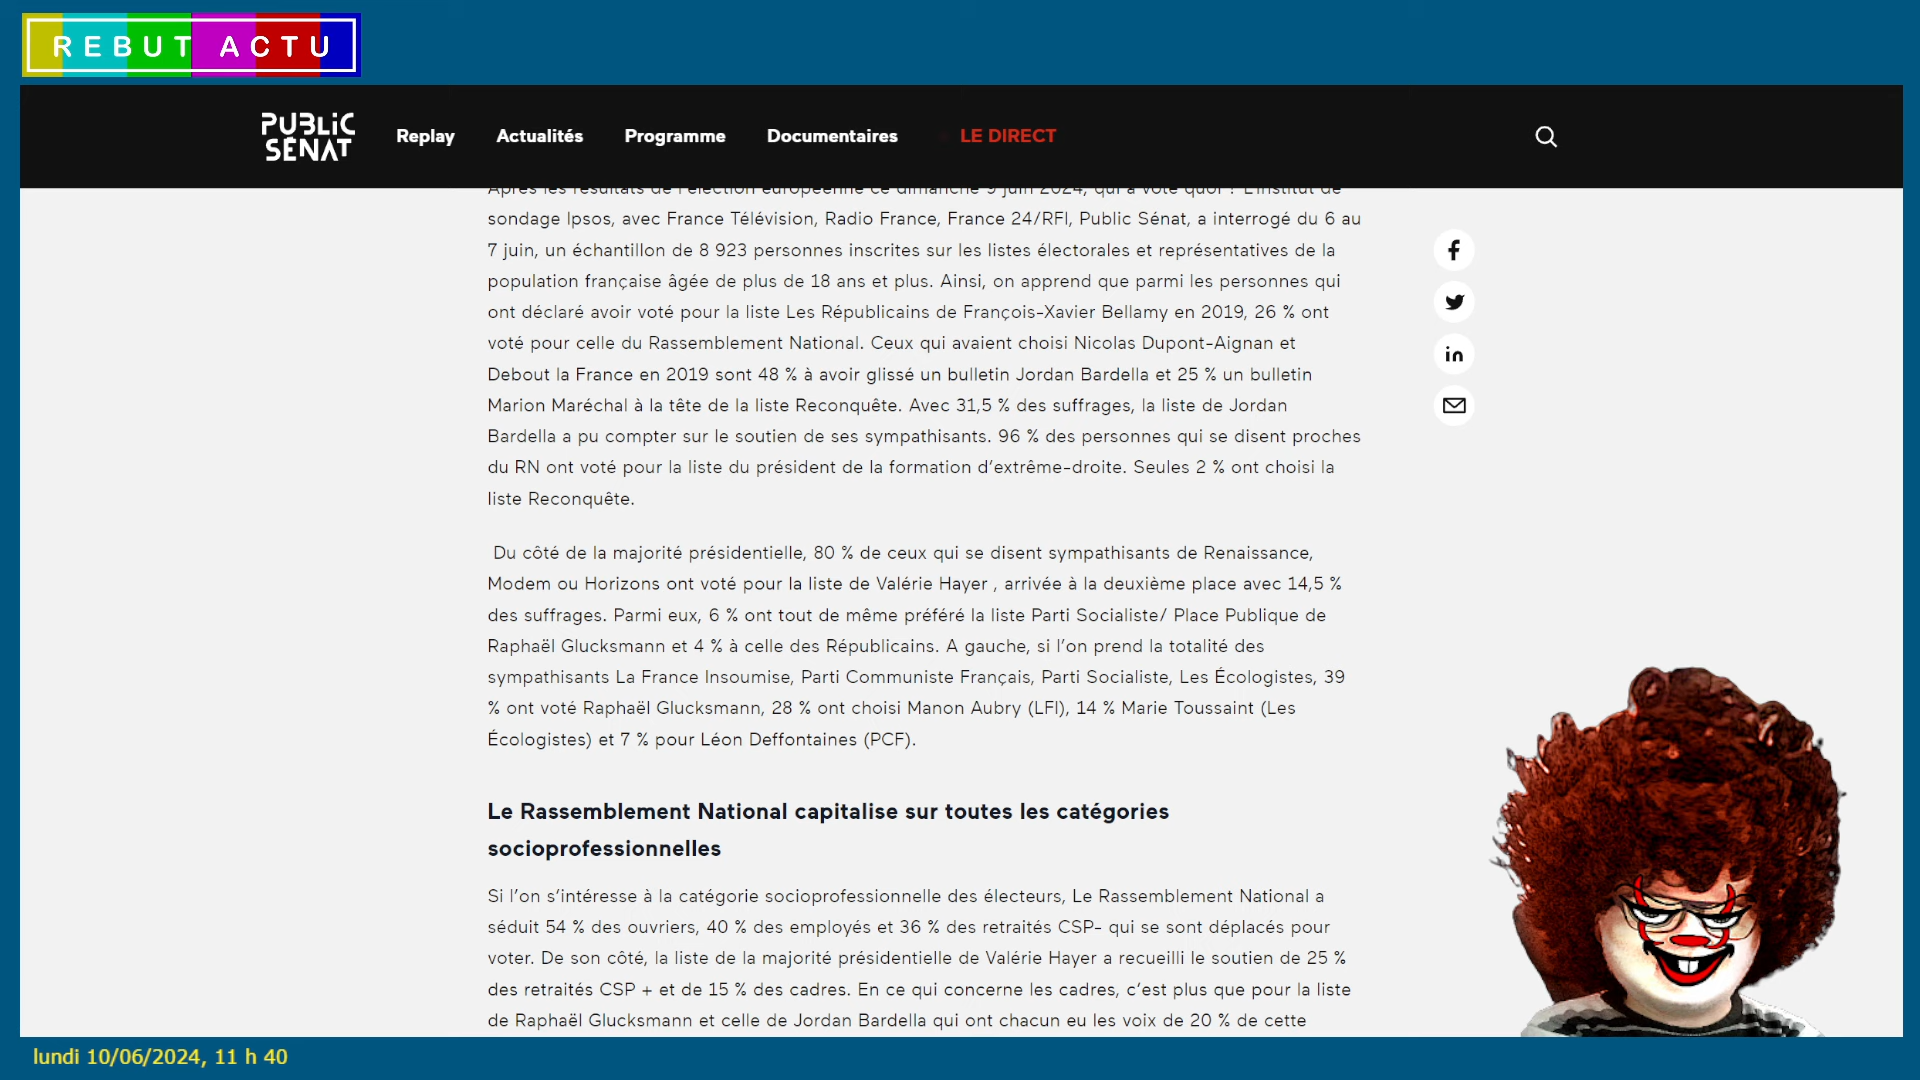 REBUT ACTU
PUBLIC
SÉNAT
Replay
Actualités
Programme
Documentaires
LE DIRECT
Après les résultats de l'élection européenne ce dimanche 9 juin 2024, qui a voté quoi ? L'institut de
sondage Ipsos, avec France Télévision, Radio France, France 24/RFI, Public Sénat, a interrogé du 6 au
7 juin, un échantillon de 8 923 personnes inscrites sur les listes électorales et représentatives de la
population française âgée de plus de 18 ans et plus. Ainsi, on apprend que parmi les personnes qui
ont déclaré avoir voté pour la liste Les Républicains de François-Xavier Bellamy en 2019, 26 % ont
voté pour celle du Rassemblement National. Ceux qui avaient choisi Nicolas Dupont-Aignan et
Debout la France en 2019 sont 48 % à avoir glissé un bulletin Jordan Bardella et 25 % un bulletin
Marion Maréchal à la tête de la liste Reconquête. Avec 31,5 % des suffrages, la liste de Jordan
Bardella a pu compter sur le soutien de ses sympathisants. 96 % des personnes qui se disent proches
du RN ont voté pour la liste du président de la formation d'extrême-droite. Seules 2 % ont choisi la
liste Reconquête.
Du côté de la majorité présidentielle, 80 % de ceux qui se disent sympathisants de Renaissance,
Modem ou Horizons ont voté pour la liste de Valérie Hayer , arrivée à la deuxième place avec 14,5 %
des suffrages. Parmi eux, 6 % ont tout de même préféré la liste Parti Socialiste/ Place Publique de
Raphaël Glucksmann et 4 % à celle des Républicains. A gauche, si l'on prend la totalité des
sympathisants La France Insoumise, Parti Communiste Français, Parti Socialiste, Les Écologistes, 39
% ont voté Raphaël Glucksmann, 28 % ont choisi Manon Aubry (LFI), 14 % Marie Toussaint (Les
Écologistes) et 7 % pour Léon Deffontaines (PCF).
Le Rassemblement National capitalise sur toutes les catégories
socioprofessionnelles
Si l'on s'intéresse à la catégorie socioprofessionnelle des électeurs, Le Rassemblement National a
séduit 54 % des ouvriers, 40 % des employés et 36 % des retraités CSP- qui se sont déplacés pour
voter. De son côté, la liste de la majorité présidentielle de Valérie Hayer a recueilli le soutien de 25 %
des retraités CSP + et de 15 % des cadres. En ce qui concerne les cadres, c'est plus que pour la liste
de Raphaël Glucksmann et celle de Jordan Bardella qui ont chacun eu les voix de 20 % de cette
lundi 10/06/2024, 11 h 40